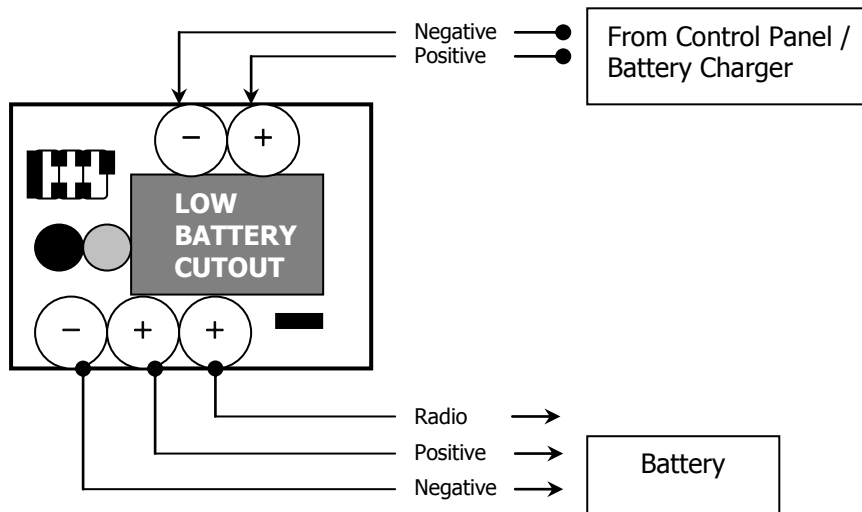 Negative
Positive
From Control Panel /
Battery Charger
− +
LOW
BATTERY
CUTOUT
− + +
Radio
Positive
Negative
Battery